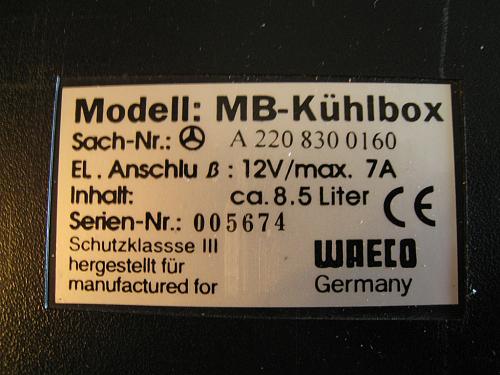 Modell: MB-Kühlbox
Sach-Nr.: A 220 830 0160
EL. Anschlu ß : 12V/max. 7A
Inhalt: ca. 8.5 Liter
CE
Serien-Nr.: 005674
Schutzklassse III
hergestellt für
manufactured for
WAECO
Germany